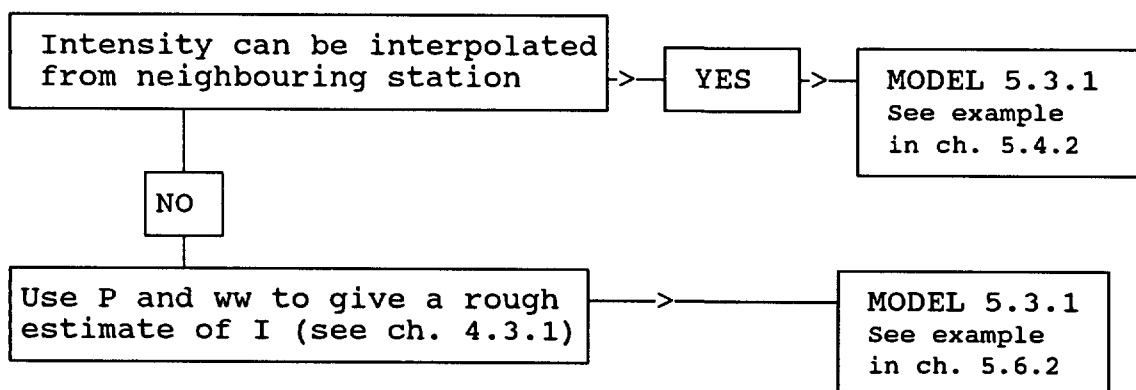 Intensity can be interpolated
from neighbouring station
->-
YES
->-
MODEL 5.3.1
See example
in ch. 5.4.2
NO
Use P and ww to give a rough
estimate of I (see ch. 4.3.1)
->-
MODEL 5.3.1
See example
in ch. 5.6.2